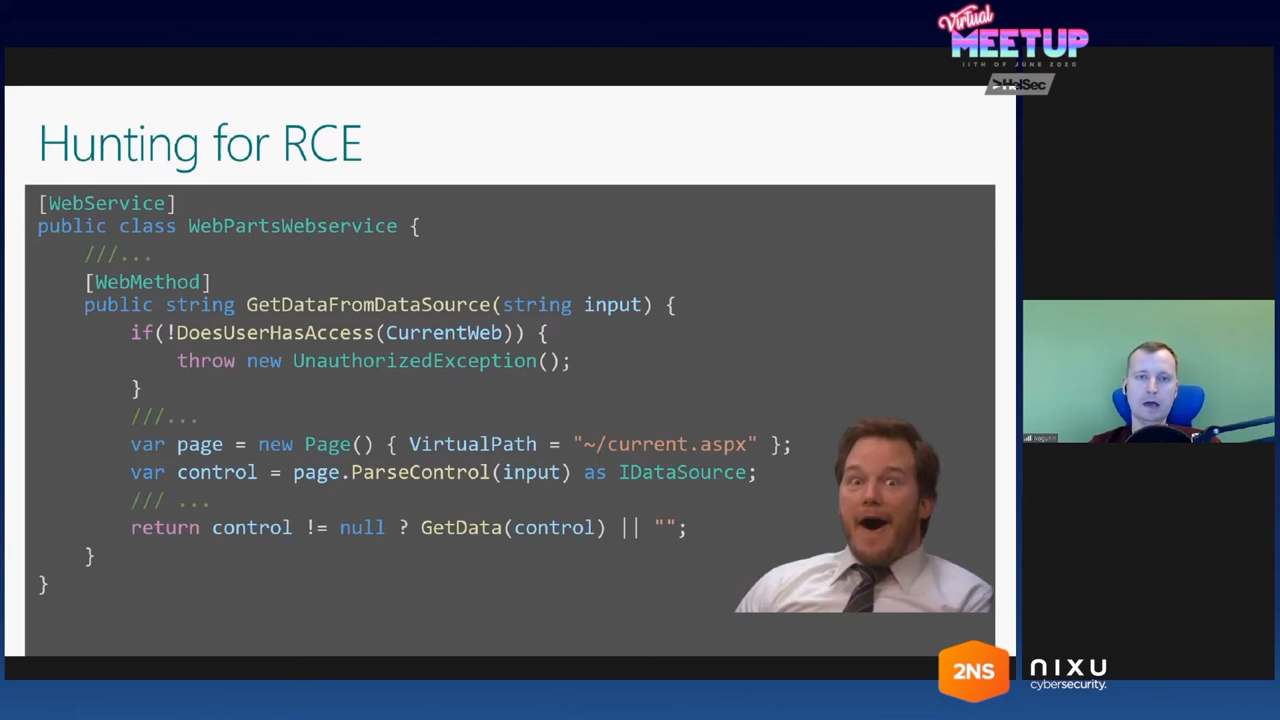 Virtual
MEETUP
11TH OF JUNE 2020
>HelSec
Hunting for RCE
[WebService]
public class WebPartsWebservice {
///...
[WebMethod]
public string GetDataFromDataSource(string input) {
if(!DoesUserHasAccess(CurrentWeb)) {
throw new UnauthorizedException();
}
///...
var page = new Page() { VirtualPath = "~/current.aspx" };
var control = page.ParseControl(input) as IDataSource;
/// ...
return control != null ? GetData(control) || "";
}
}
2NS
nixu
cybersecurity.